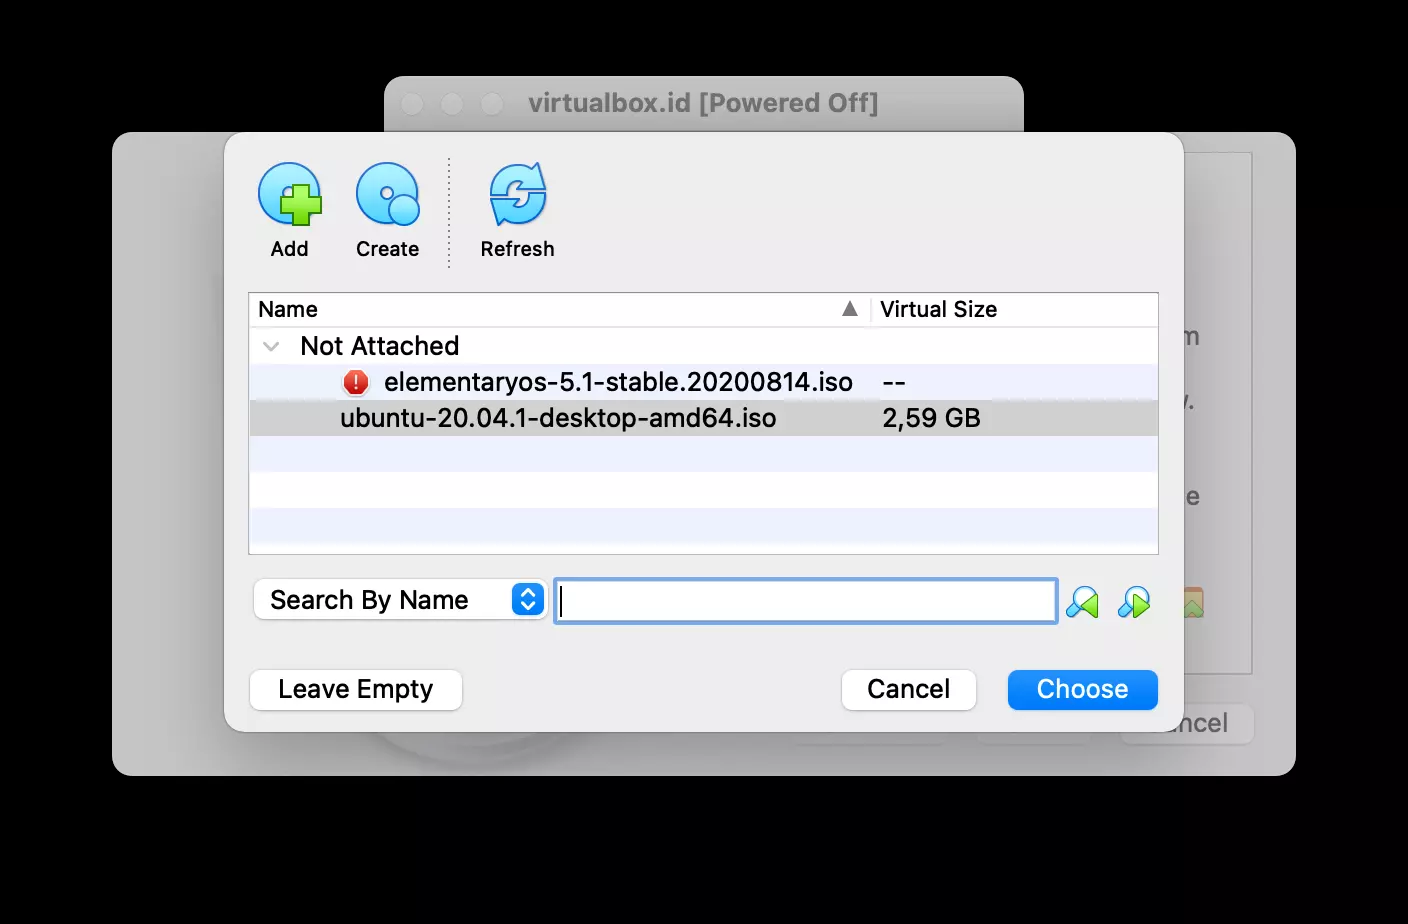 virtualbox.id [Powered Off]
Add
Create
Refresh
Name
Virtual Size
Not Attached
elementaryos-5.1-stable.20200814.iso
--
ubuntu-20.04.1-desktop-amd64.iso
2,59 GB
Search By Name
Leave Empty
Cancel
Choose